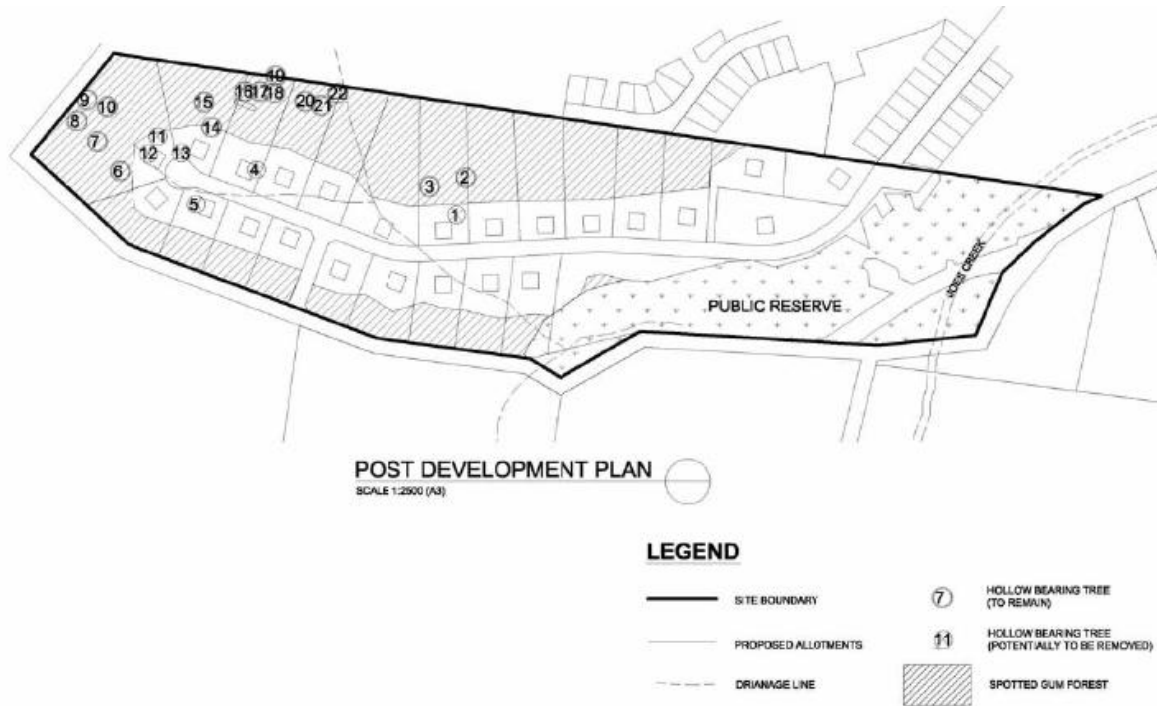 19
16 17 18
22
20 21
9 10
15
8
14
7
11
12 13
6
4
3 2
5
1
JOES CREEK
PUBLIC RESERVE
POST DEVELOPMENT PLAN
SCALE 1:2500 (A3)
LEGEND
SITE BOUNDARY
PROPOSED ALLOTMENTS
DRIANAGE LINE
7 HOLLOW BEARING TREE
(TO REMAIN)
11 HOLLOW BEARING TREE
(POTENTIALLY TO BE REMOVED)
SPOTTED GUM FOREST